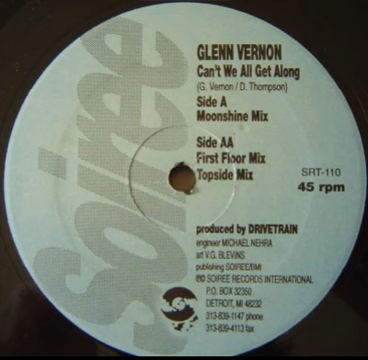 Soiree
GLENN VERNON
Can't We All Get Along
(G. Vernon / D. Thompson)
Side A
Moonshine Mix
Side AA
First Floor Mix
Topside Mix
SRT-110
45 rpm
produced by DRIVETRAIN
engineer MICHAEL NEHRA
art V.G. BLEVINS
publishing SOIREE/BMI
℗© SOIREE RECORDS INTERNATIONAL
P.O. BOX 32350
DETROIT, MI 48232
313-839-1147 phone
313-839-4113 fax